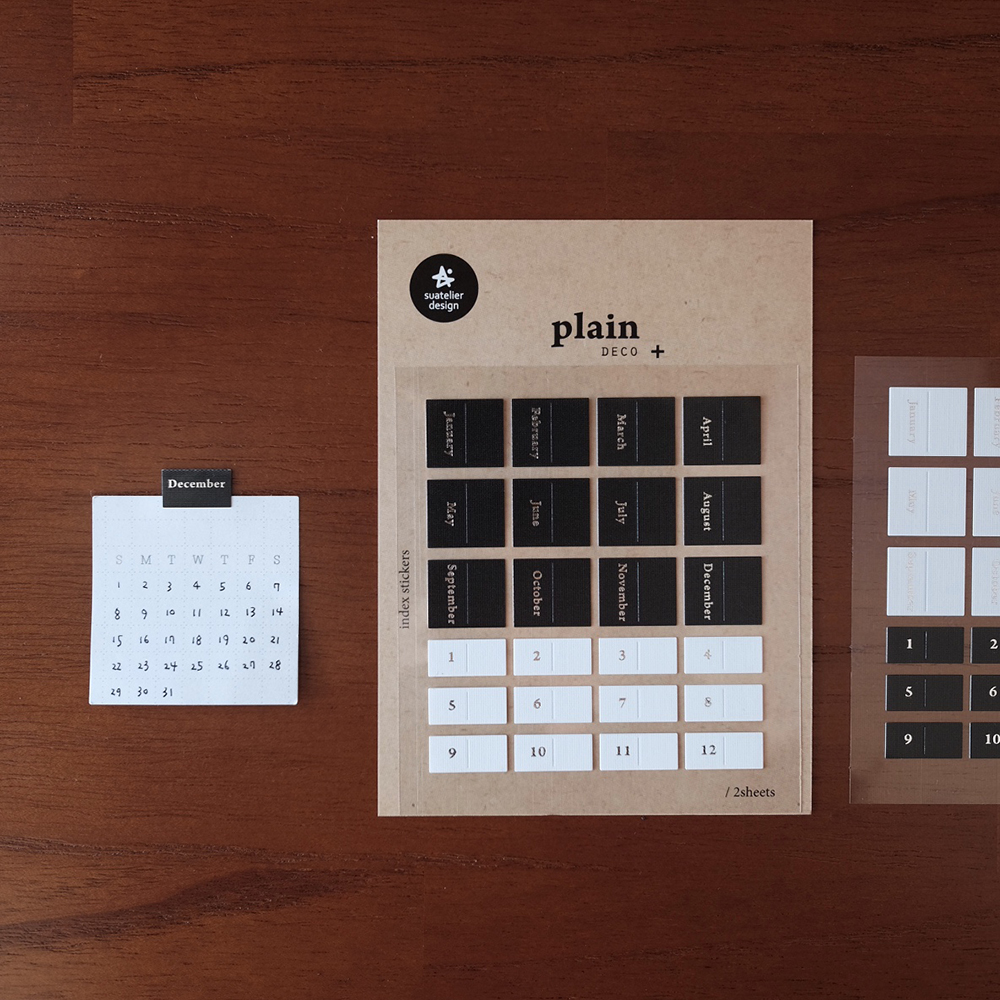 December
S M T W T F S
1 2 3 4 5 6 7
8 9 10 11 12 13 14
15 16 17 18 19 20 21
22 23 24 25 26 27 28
29 30 31
suatelier
design
plain
DECO +
index stickers
January February March April
May June July August
September October November December
1 2 3 4
5 6 7 8
9 10 11 12
/ 2sheets
January
May
1 2
5 6
9 10